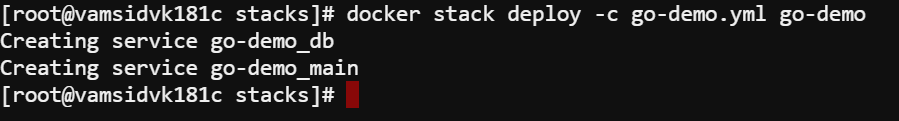 [root@vamsidvk181c stacks]# docker stack deploy -c go-demo.yml go-demo
Creating service go-demo_db
Creating service go-demo_main
[root@vamsidvk181c stacks]#